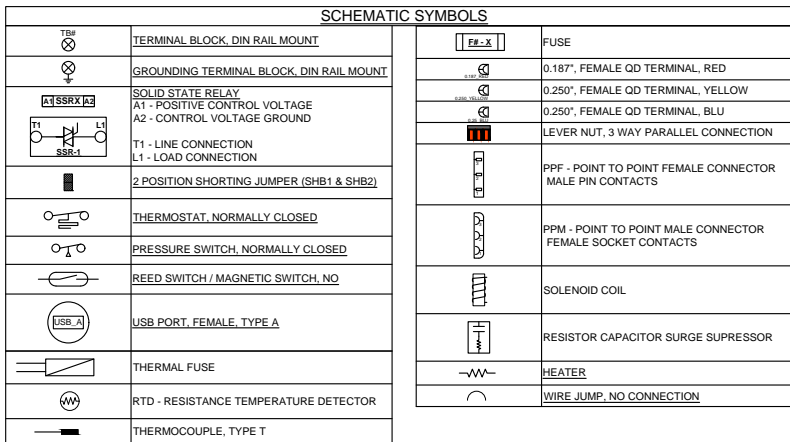 SCHEMATIC SYMBOLS
TB#
TERMINAL BLOCK, DIN RAIL MOUNT
GROUNDING TERMINAL BLOCK, DIN RAIL MOUNT
A1 SSRX A2
SOLID STATE RELAY
A1 - POSITIVE CONTROL VOLTAGE
A2 - CONTROL VOLTAGE GROUND
T1 L1
SSR-1
T1 - LINE CONNECTION
L1 - LOAD CONNECTION
2 POSITION SHORTING JUMPER (SHB1 & SHB2)
THERMOSTAT, NORMALLY CLOSED
PRESSURE SWITCH, NORMALLY CLOSED
REED SWITCH / MAGNETIC SWITCH, NO
USB_A
USB PORT, FEMALE, TYPE A
THERMAL FUSE
RTD - RESISTANCE TEMPERATURE DETECTOR
THERMOCOUPLE, TYPE T
F# - X
FUSE
0.187_RED
0.187", FEMALE QD TERMINAL, RED
0.250_YELLOW
0.250", FEMALE QD TERMINAL, YELLOW
0.25_BLU
0.250", FEMALE QD TERMINAL, BLU
LEVER NUT, 3 WAY PARALLEL CONNECTION
PPF - POINT TO POINT FEMALE CONNECTOR
MALE PIN CONTACTS
PPM - POINT TO POINT MALE CONNECTOR
FEMALE SOCKET CONTACTS
SOLENOID COIL
RESISTOR CAPACITOR SURGE SUPRESSOR
HEATER
WIRE JUMP, NO CONNECTION